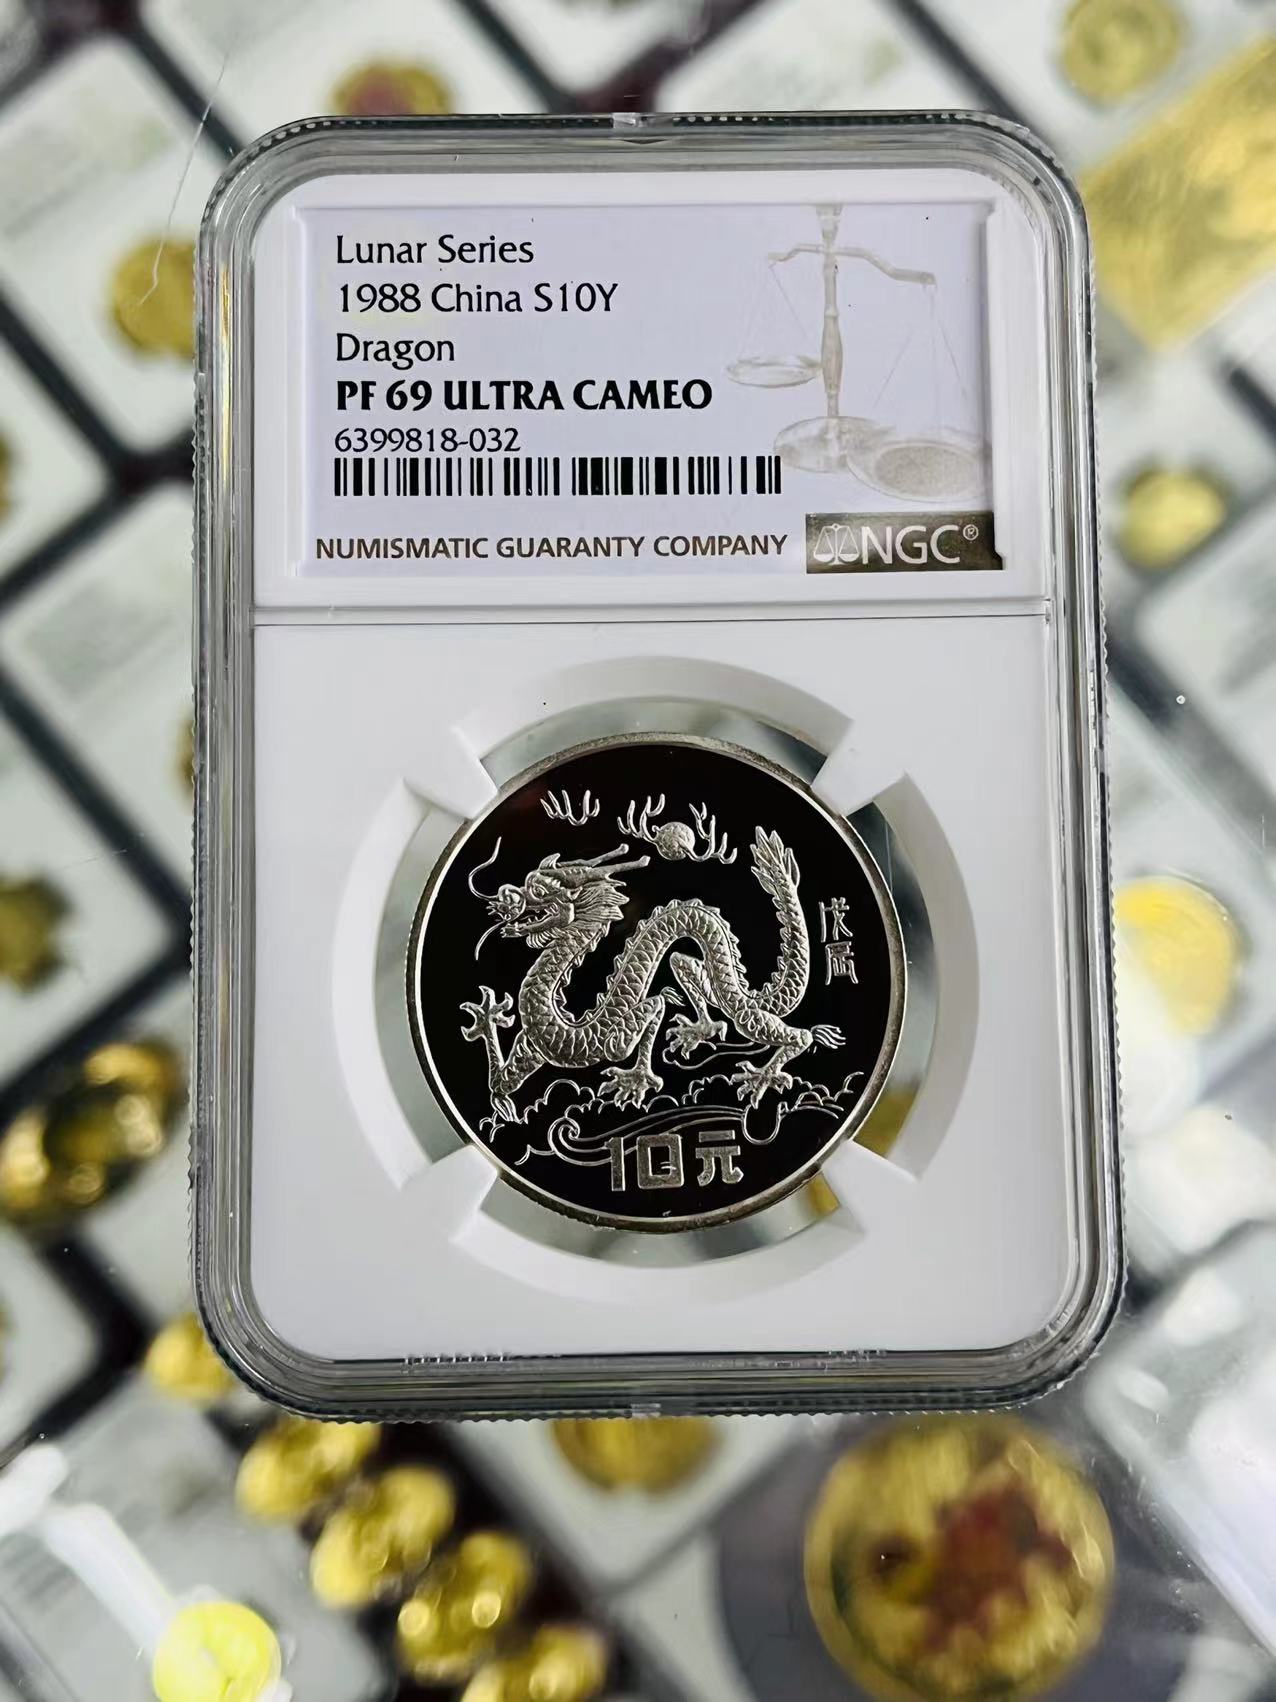 Lunar Series
1988 China S10Y
Dragon
PF 69 ULTRA CAMEO
6399818-032
NUMISMATIC GUARANTY COMPANY NGC®
戊辰
10元